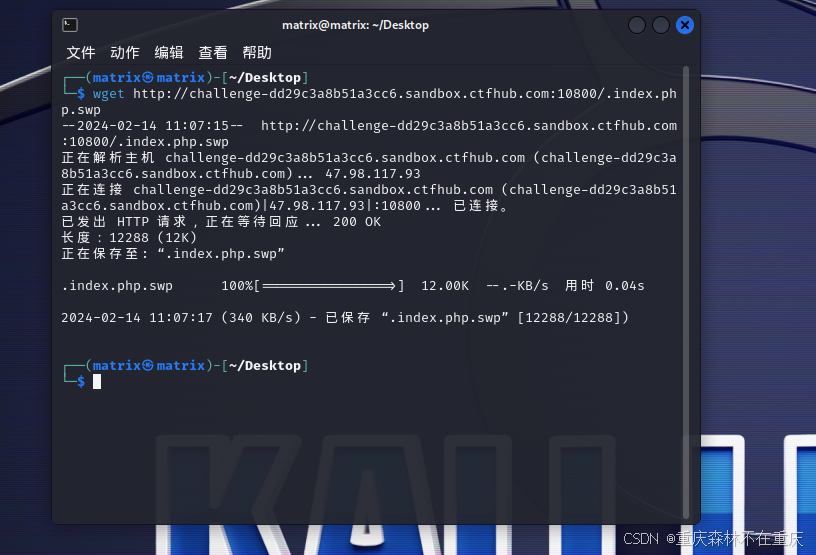 matrix@matrix: ~/Desktop
文件 动作 编辑 查看 帮助
┌──(matrix㉿matrix)-[~/Desktop]
└─$ wget http://challenge-dd29c3a8b51a3cc6.sandbox.ctfhub.com:10800/.index.ph
p.swp
--2024-02-14 11:07:15-- http://challenge-dd29c3a8b51a3cc6.sandbox.ctfhub.com
:10800/.index.php.swp
正在解析主机 challenge-dd29c3a8b51a3cc6.sandbox.ctfhub.com (challenge-dd29c3a
8b51a3cc6.sandbox.ctfhub.com)... 47.98.117.93
正在连接 challenge-dd29c3a8b51a3cc6.sandbox.ctfhub.com (challenge-dd29c3a8b51
a3cc6.sandbox.ctfhub.com)|47.98.117.93|:10800... 已连接。
已发出 HTTP 请求，正在等待回应... 200 OK
长度：12288 (12K)
正在保存至: “.index.php.swp”
.index.php.swp 100%[================>] 12.00K --.-KB/s 用时 0.04s
2024-02-14 11:07:17 (340 KB/s) - 已保存 “.index.php.swp” [12288/12288])
┌──(matrix㉿matrix)-[~/Desktop]
└─$
KALI
CSDN @重庆森林不在重庆